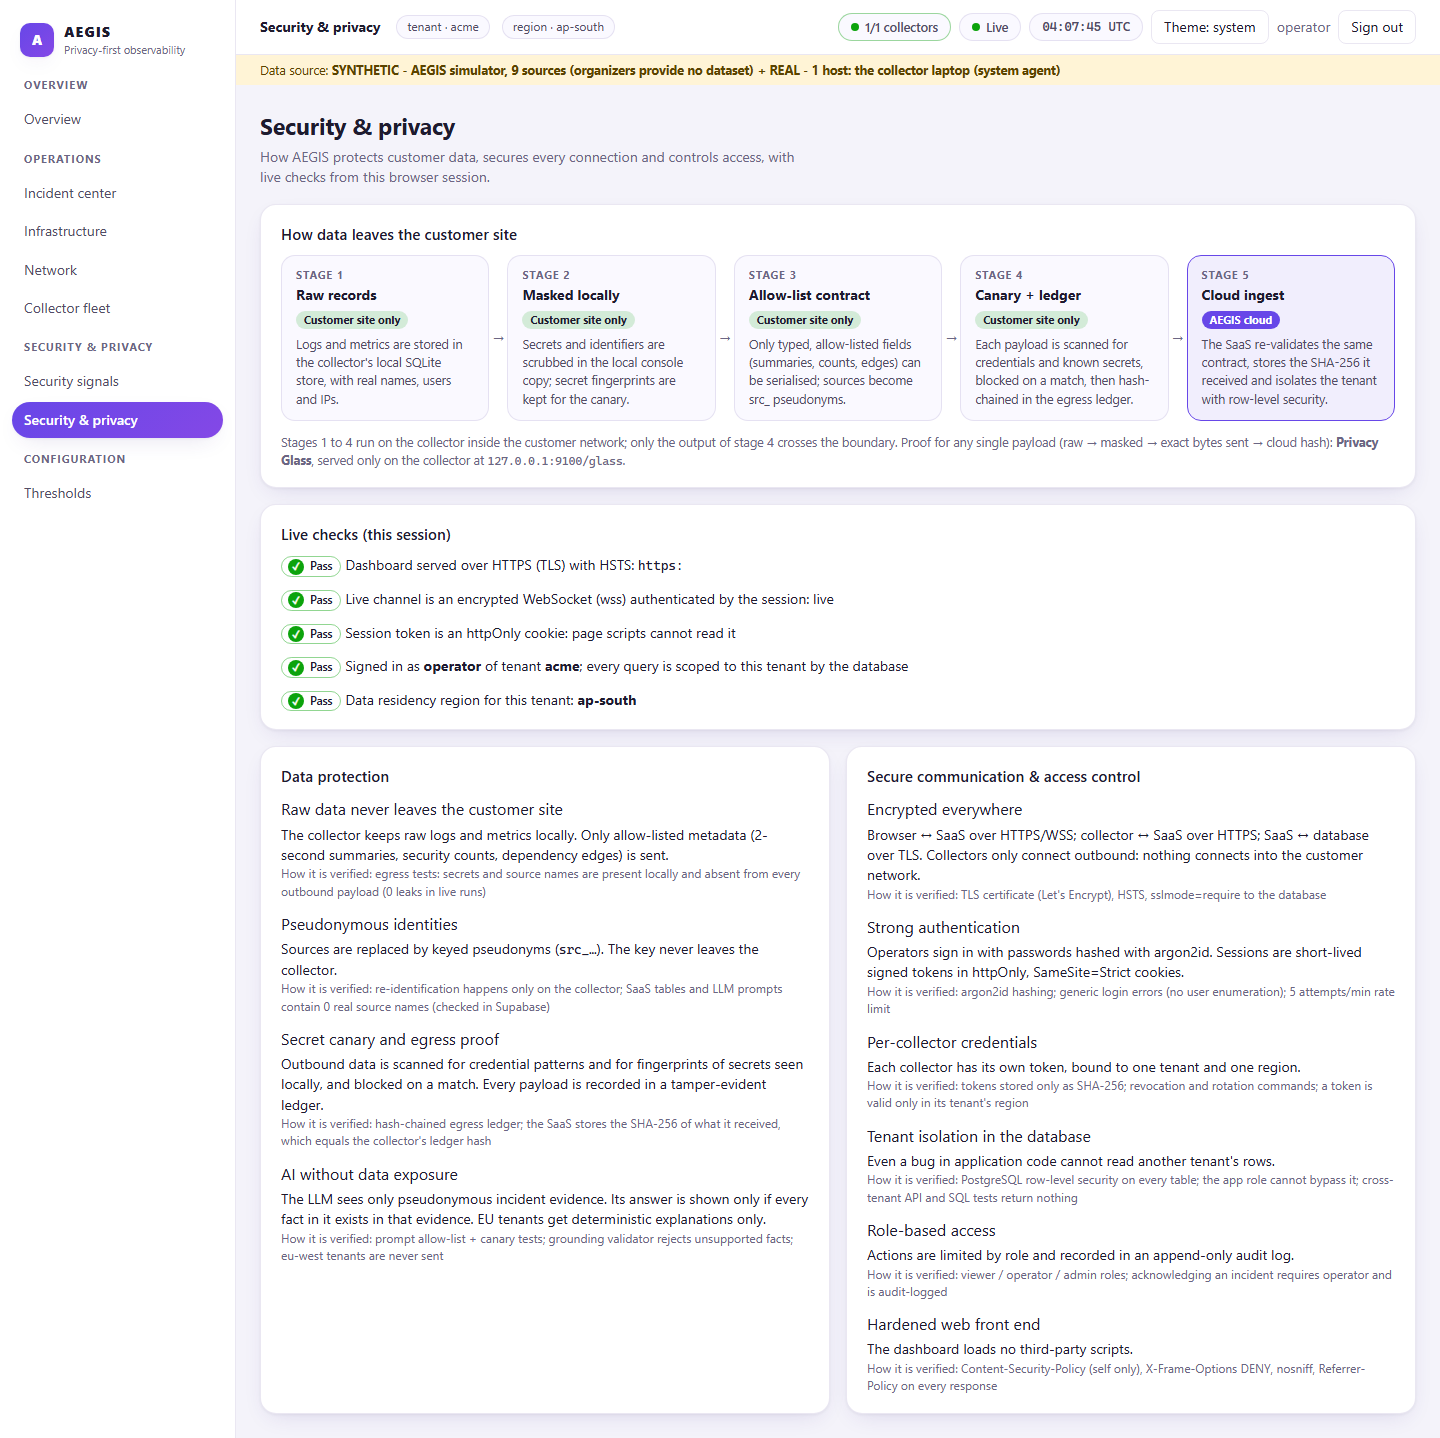 A
AEGIS
Privacy-first observability
OVERVIEW
Overview
OPERATIONS
Incident center
Infrastructure
Network
Collector fleet
SECURITY & PRIVACY
Security signals
Security & privacy
CONFIGURATION
Thresholds
Security & privacy
tenant · acme
region · ap-south
1/1 collectors
Live
04:07:45 UTC
Theme: system
operator
Sign out
Data source: SYNTHETIC - AEGIS simulator, 9 sources (organizers provide no dataset) + REAL - 1 host: the collector laptop (system agent)
Security & privacy
How AEGIS protects customer data, secures every connection and controls access, with
live checks from this browser session.
How data leaves the customer site
STAGE 1
Raw records
Customer site only
Logs and metrics are stored in
the collector's local SQLite
store, with real names, users
and IPs.
→
STAGE 2
Masked locally
Customer site only
Secrets and identifiers are
scrubbed in the local console
copy; secret fingerprints are
kept for the canary.
→
STAGE 3
Allow-list contract
Customer site only
Only typed, allow-listed fields
(summaries, counts, edges) can
be serialised; sources become
src_ pseudonyms.
→
STAGE 4
Canary + ledger
Customer site only
Each payload is scanned for
credentials and known secrets,
blocked on a match, then hash-
chained in the egress ledger.
→
STAGE 5
Cloud ingest
AEGIS cloud
The SaaS re-validates the same
contract, stores the SHA-256 it
received and isolates the tenant
with row-level security.
Stages 1 to 4 run on the collector inside the customer network; only the output of stage 4 crosses the boundary. Proof for any single payload (raw → masked → exact bytes sent → cloud hash): Privacy
Glass, served only on the collector at 127.0.0.1:9100/glass.
Live checks (this session)
Pass Dashboard served over HTTPS (TLS) with HSTS: https:
Pass Live channel is an encrypted WebSocket (wss) authenticated by the session: live
Pass Session token is an httpOnly cookie: page scripts cannot read it
Pass Signed in as operator of tenant acme; every query is scoped to this tenant by the database
Pass Data residency region for this tenant: ap-south
Data protection
Raw data never leaves the customer site
The collector keeps raw logs and metrics locally. Only allow-listed metadata (2-
second summaries, security counts, dependency edges) is sent.
How it is verified: egress tests: secrets and source names are present locally and absent from every
outbound payload (0 leaks in live runs)
Pseudonymous identities
Sources are replaced by keyed pseudonyms (src_…). The key never leaves the
collector.
How it is verified: re-identification happens only on the collector; SaaS tables and LLM prompts
contain 0 real source names (checked in Supabase)
Secret canary and egress proof
Outbound data is scanned for credential patterns and for fingerprints of secrets seen
locally, and blocked on a match. Every payload is recorded in a tamper-evident
ledger.
How it is verified: hash-chained egress ledger; the SaaS stores the SHA-256 of what it received,
which equals the collector's ledger hash
AI without data exposure
The LLM sees only pseudonymous incident evidence. Its answer is shown only if every
fact in it exists in that evidence. EU tenants get deterministic explanations only.
How it is verified: prompt allow-list + canary tests; grounding validator rejects unsupported facts;
eu-west tenants are never sent
Secure communication & access control
Encrypted everywhere
Browser ↔ SaaS over HTTPS/WSS; collector ↔ SaaS over HTTPS; SaaS ↔ database
over TLS. Collectors only connect outbound: nothing connects into the customer
network.
How it is verified: TLS certificate (Let's Encrypt), HSTS, sslmode=require to the database
Strong authentication
Operators sign in with passwords hashed with argon2id. Sessions are short-lived
signed tokens in httpOnly, SameSite=Strict cookies.
How it is verified: argon2id hashing; generic login errors (no user enumeration); 5 attempts/min rate
limit
Per-collector credentials
Each collector has its own token, bound to one tenant and one region.
How it is verified: tokens stored only as SHA-256; revocation and rotation commands; a token is
valid only in its tenant's region
Tenant isolation in the database
Even a bug in application code cannot read another tenant's rows.
How it is verified: PostgreSQL row-level security on every table; the app role cannot bypass it; cross-
tenant API and SQL tests return nothing
Role-based access
Actions are limited by role and recorded in an append-only audit log.
How it is verified: viewer / operator / admin roles; acknowledging an incident requires operator and
is audit-logged
Hardened web front end
The dashboard loads no third-party scripts.
How it is verified: Content-Security-Policy (self only), X-Frame-Options DENY, nosniff, Referrer-
Policy on every response